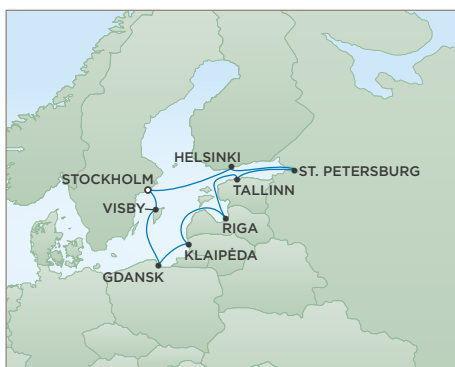 HELSINKI
ST. PETERSBURG
STOCKHOLM
TALLINN
VISBY
RIGA
KLAIPĖDA
GDANSK